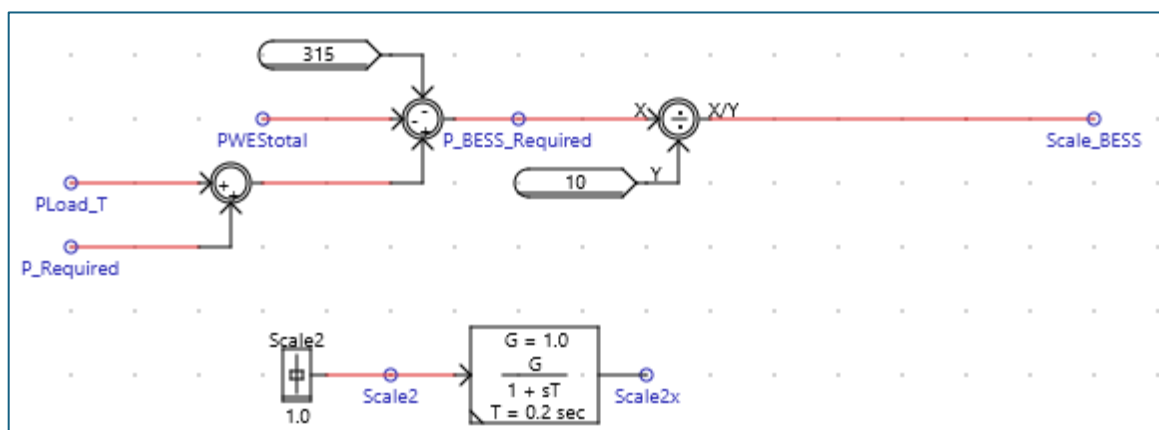 315
-
-
+
PWEStotal
P_BESS_Required
X
÷
X/Y
Scale_BESS
10
Y
+
+
PLoad_T
P_Required
Scale2
1.0
Scale2
G = 1.0
G
1 + sT
T = 0.2 sec
Scale2x